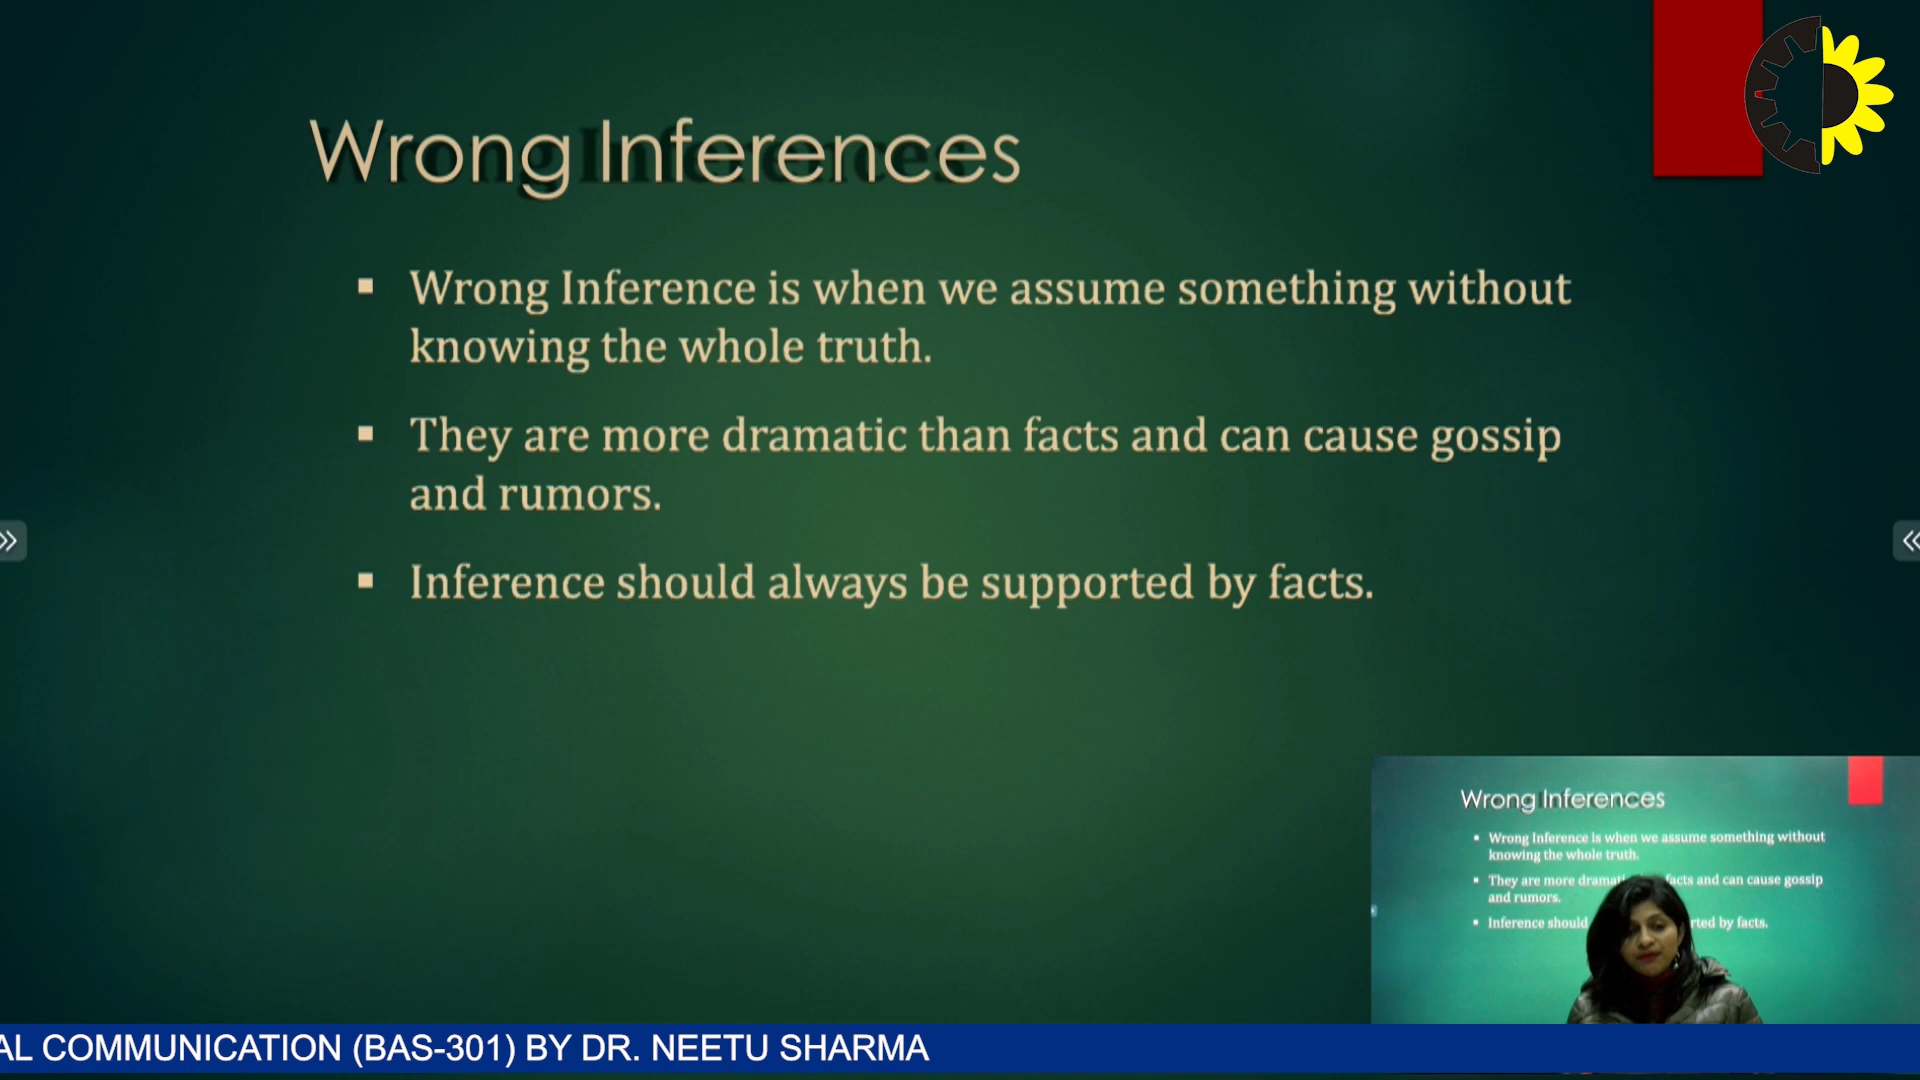 Wrong Inferences
▪ Wrong Inference is when we assume something without
knowing the whole truth.
▪ They are more dramatic than facts and can cause gossip
and rumors.
▪ Inference should always be supported by facts.
Wrong Inferences
▪ Wrong Inference is when we assume something without
knowing the whole truth.
▪ They are more facts and can cause gossip
and rumors.
▪ Inference should by facts.
AL COMMUNICATION (BAS-301) BY DR. NEETU SHARMA